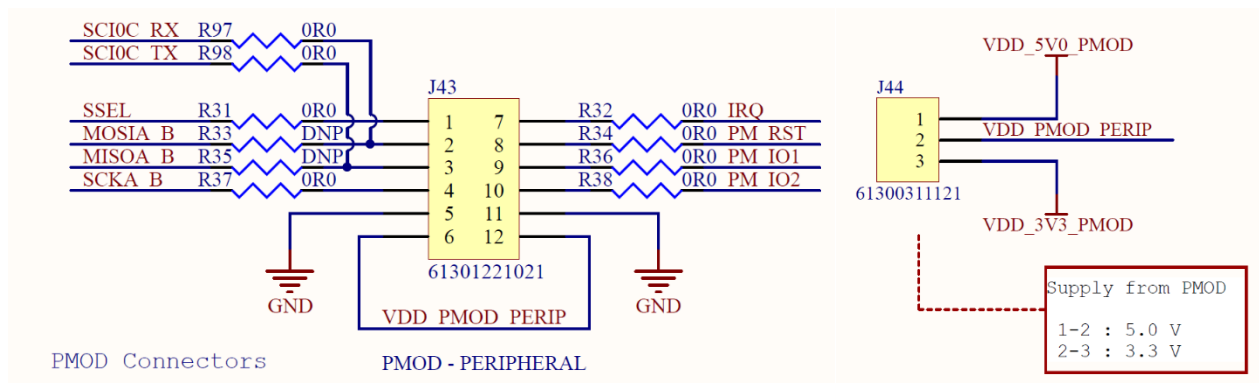 SCI0C_RX R97 0R0
SCI0C_TX R98 0R0
J43
SSEL R31 0R0 1 7 R32 0R0 IRQ
MOSIA_B R33 DNP 2 8 R34 0R0 PM_RST
MISOA_B R35 DNP 3 9 R36 0R0 PM_IO1
SCKA_B R37 0R0 4 10 R38 0R0 PM_IO2
5 11
6 12
61301221021
GND
GND
VDD_PMOD_PERIP
PMOD Connectors
PMOD - PERIPHERAL
VDD_5V0_PMOD
J44
1
2 VDD_PMOD_PERIP
3
61300311121
VDD_3V3_PMOD
Supply from PMOD
1-2 : 5.0 V
2-3 : 3.3 V